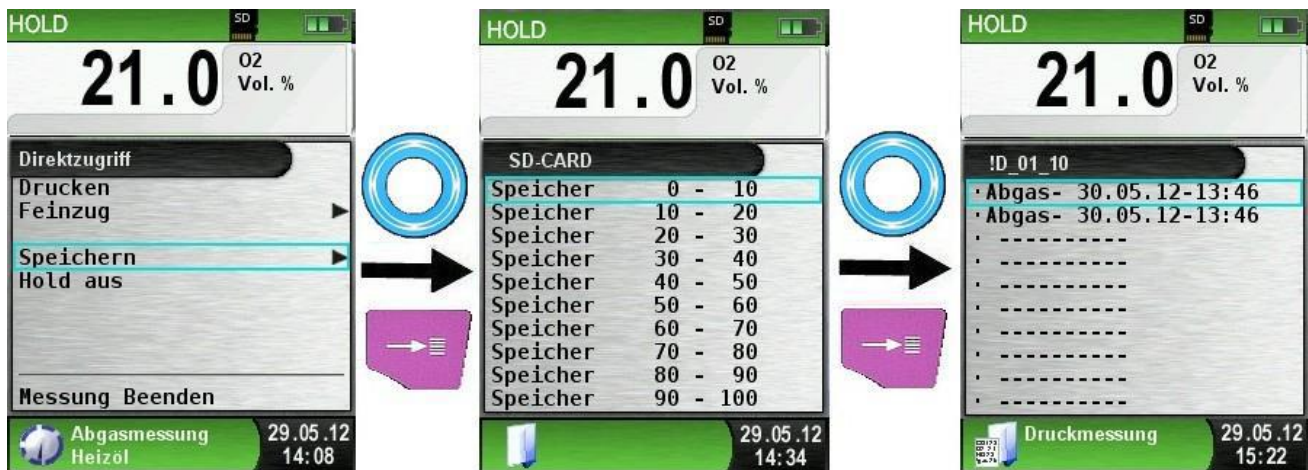 HOLD SD
21.0 O2
Vol. %
Direktzugriff
Drucken
Feinzug
Speichern
Hold aus
Messung Beenden
Abgasmessung 29.05.12
Heizöl 14:08
HOLD SD
21.0 O2
Vol. %
SD-CARD
Speicher 0 - 10
Speicher 10 - 20
Speicher 20 - 30
Speicher 30 - 40
Speicher 40 - 50
Speicher 50 - 60
Speicher 60 - 70
Speicher 70 - 80
Speicher 80 - 90
Speicher 90 - 100
29.05.12
14:34
HOLD SD
21.0 O2
Vol. %
!D_01_10
·Abgas- 30.05.12-13:46
·Abgas- 30.05.12-13:46
· ----------
· ----------
· ----------
· ----------
· ----------
· ----------
· ----------
· ----------
Druckmessung 29.05.12
15:22